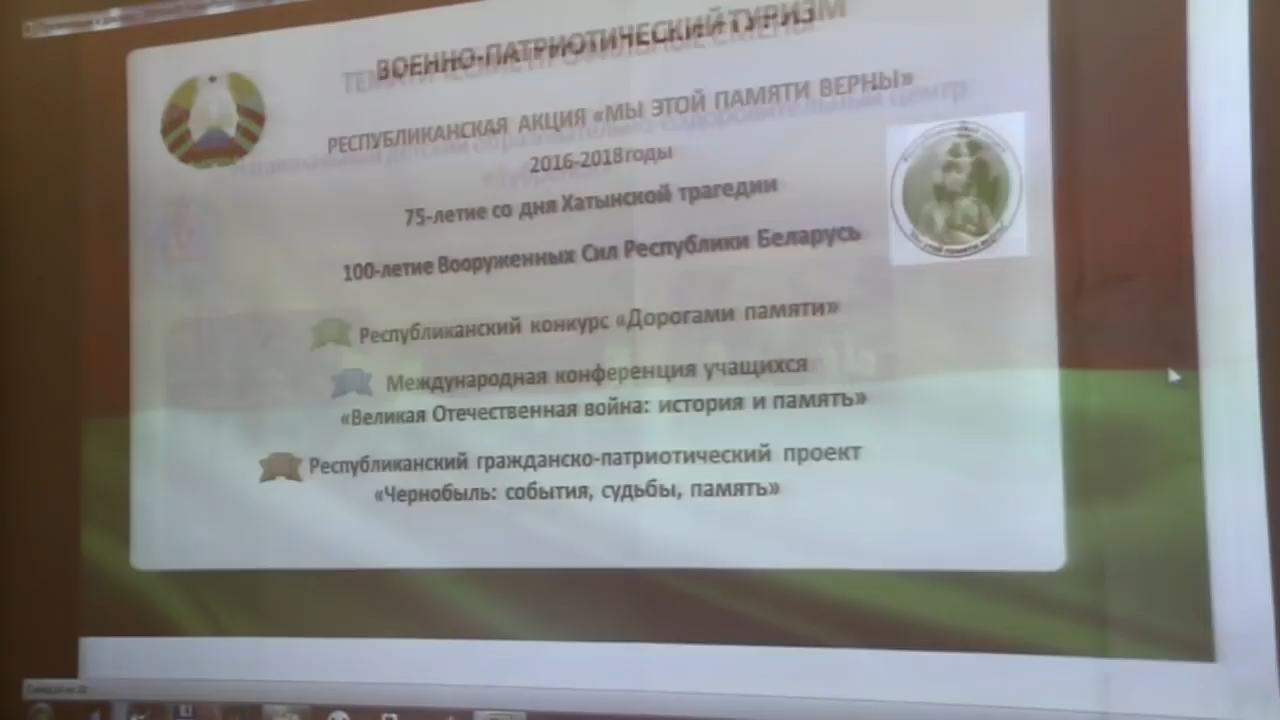 ВОЕННО-ПАТРИОТИЧЕСКИЙ ТУРИЗМ
РЕСПУБЛИКАНСКАЯ АКЦИЯ «МЫ ЭТОЙ ПАМЯТИ ВЕРНЫ»
2016-2018годы
75-летие со дня Хатынской трагедии
100-летие Вооруженных Сил Республики Беларусь
Республиканский конкурс «Дорогами памяти»
Международная конференция учащихся
«Великая Отечественная война: история и память»
Республиканский гражданско-патриотический проект
«Чернобыль: события, судьбы, память»